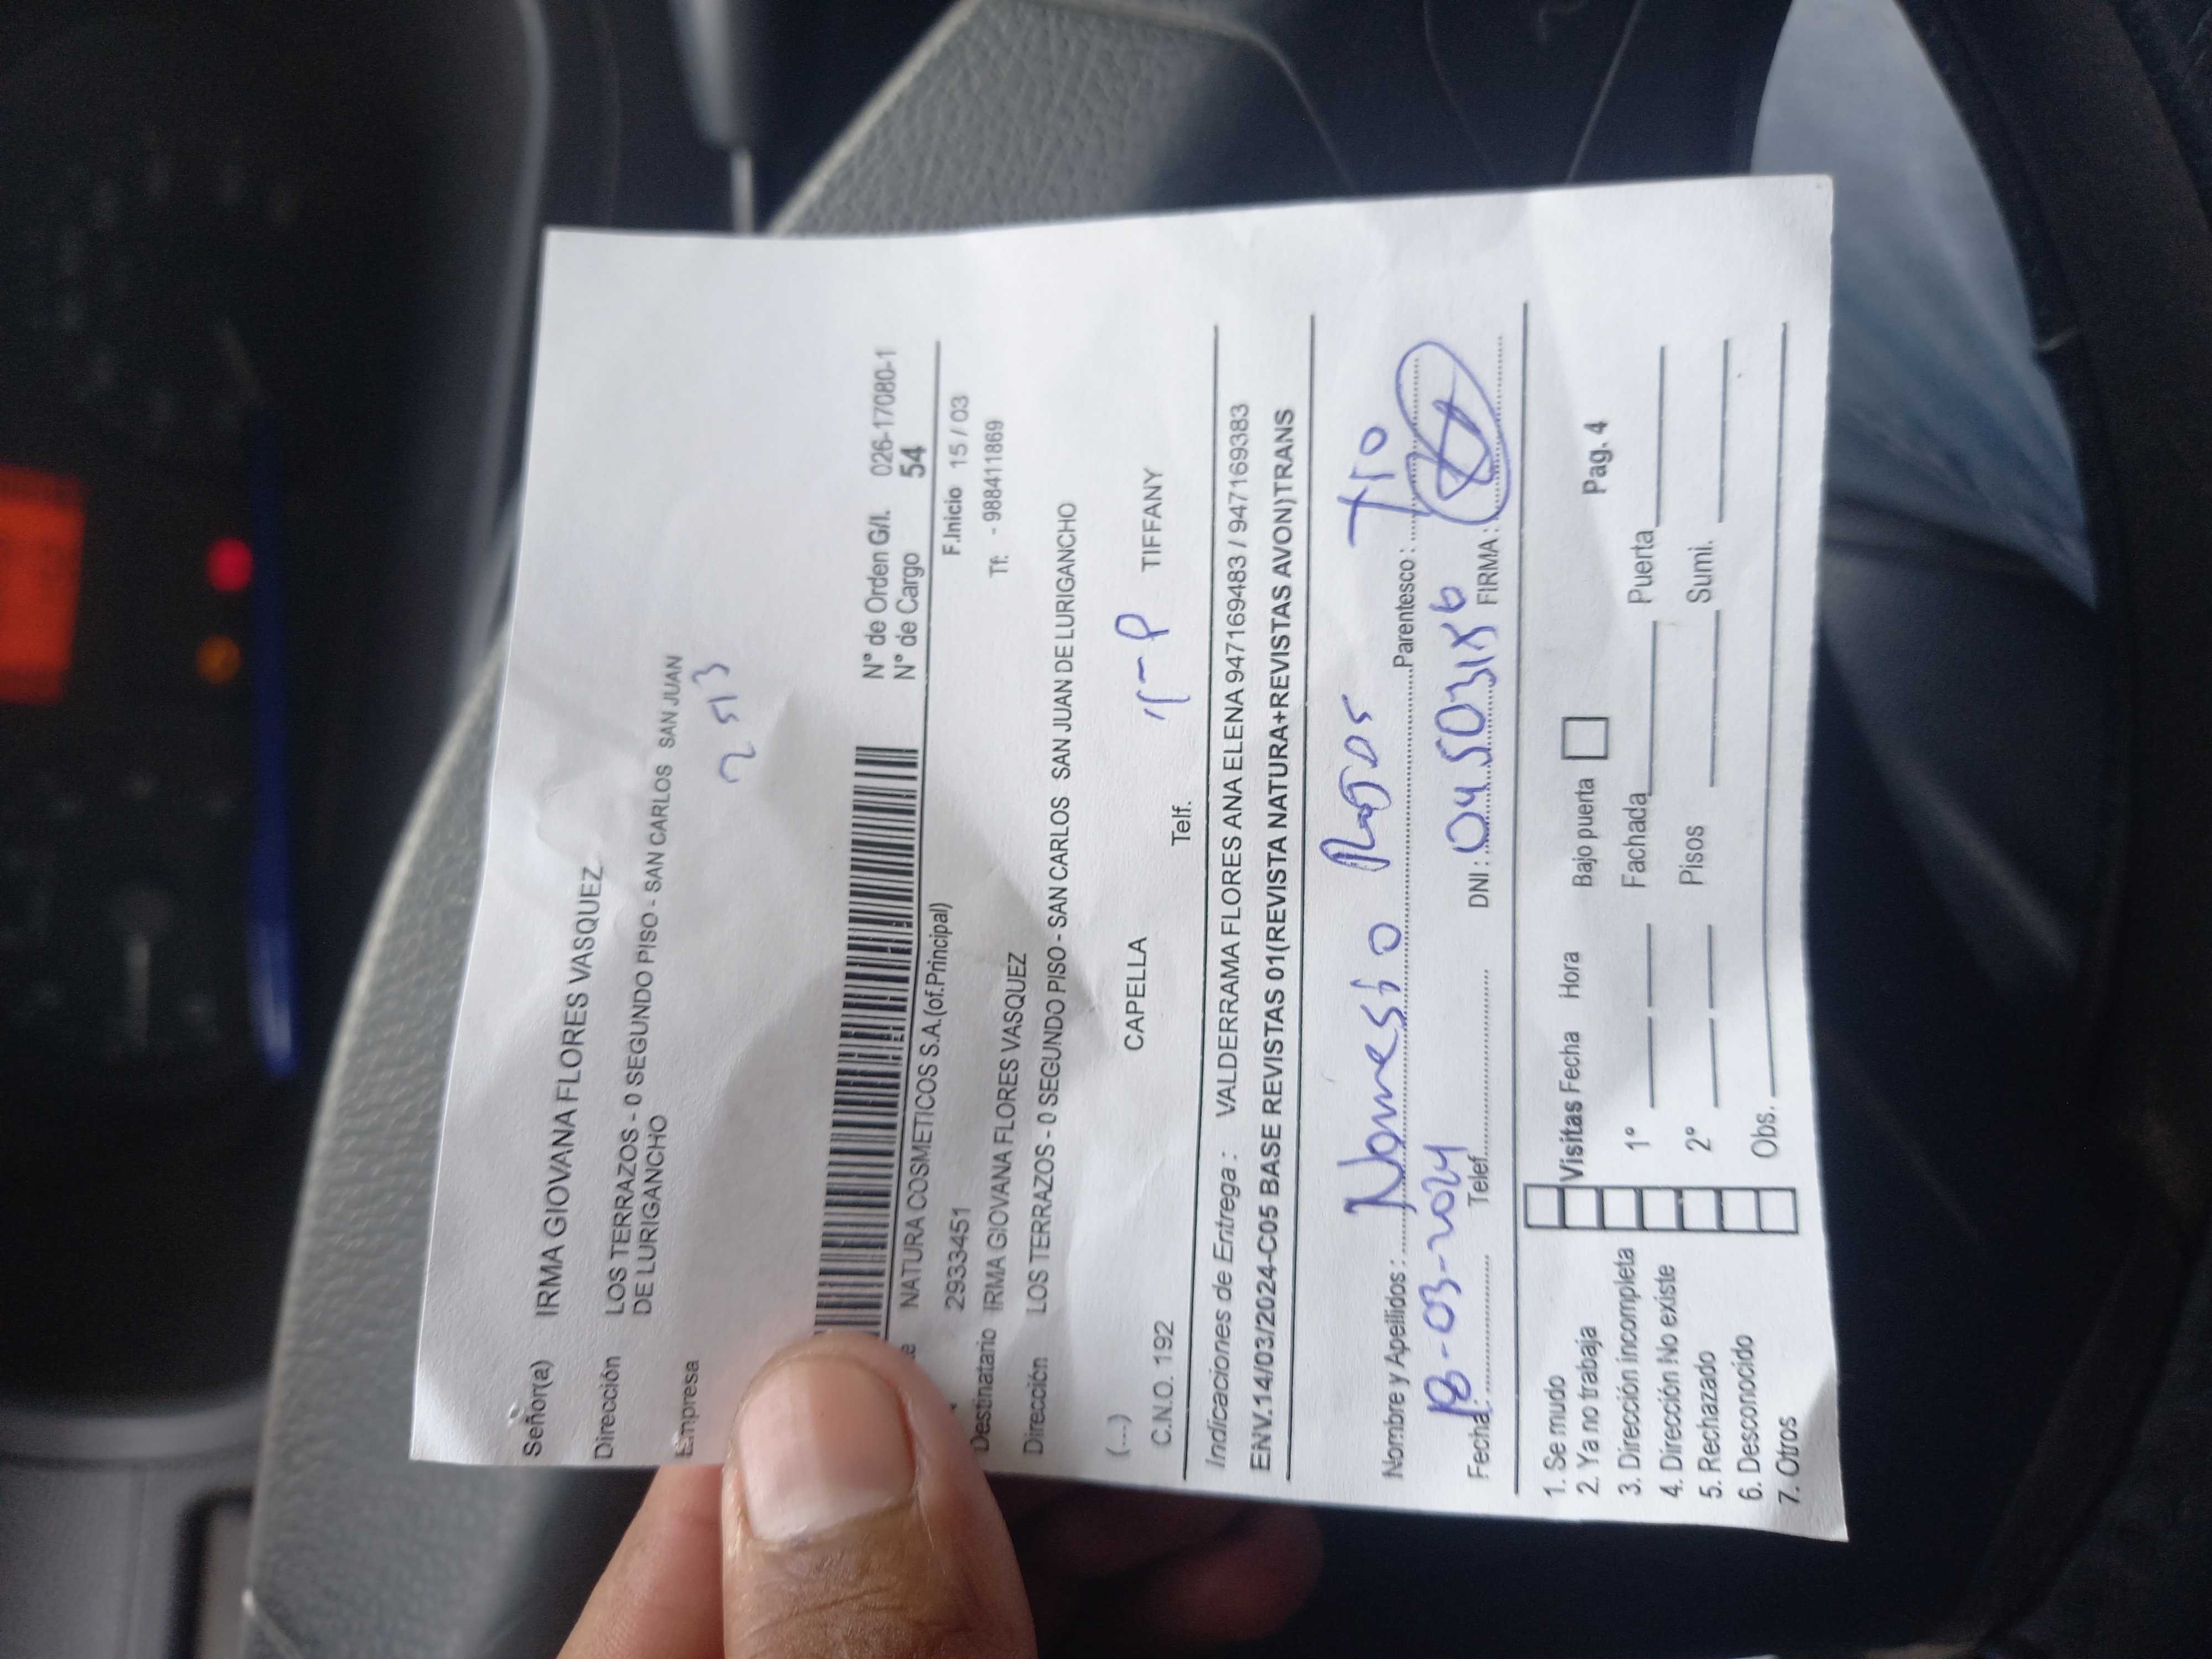 Señor(a) IRMA GIOVANA FLORES VASQUEZ
Dirección LOS TERRAZOS - 0 SEGUNDO PISO - SAN CARLOS SAN JUAN
DE LURIGANCHO
Empresa
2513
N° de Orden G/I. 026-17080-1
N° de Cargo 54
NATURA COSMETICOS S.A.(of.Principal)
2933451 F.Inicio 15 / 03
Destinatario IRMA GIOVANA FLORES VASQUEZ Tf: - 988411869
Dirección LOS TERRAZOS - 0 SEGUNDO PISO - SAN CARLOS SAN JUAN DE LURIGANCHO
(...) CAPELLA TIFFANY
C.N.O. 192 Telf.
Indicaciones de Entrega : VALDERRAMA FLORES ANA ELENA 947169483 / 947169383
ENV.14/03/2024-C05 BASE REVISTAS 01(REVISTA NATURA+REVISTAS AVON)TRANS
Nombre y Apellidos : Parentesco : TIO
Fecha: 18-03-2024 Telef. DNI : FIRMA :
1. Se mudo
2. Ya no trabaja Visitas Fecha Hora Bajo puerta Pag. 4
3. Dirección incompleta 1° Fachada Puerta
4. Dirección No existe
5. Rechazado 2° Pisos Sumi.
6. Desconocido
7. Otros Obs.